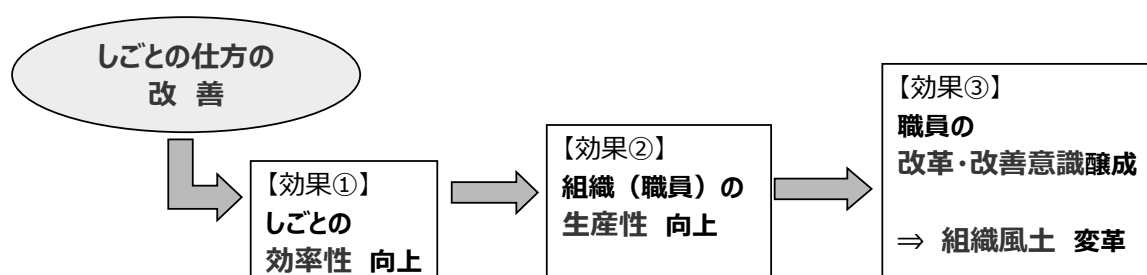 しごとの仕方の
改 善
【効果①】
しごとの
効率性 向上
【効果②】
組織（職員）の
生産性 向上
【効果③】
職員の
改革・改善意識醸成
⇒ 組織風土 変革